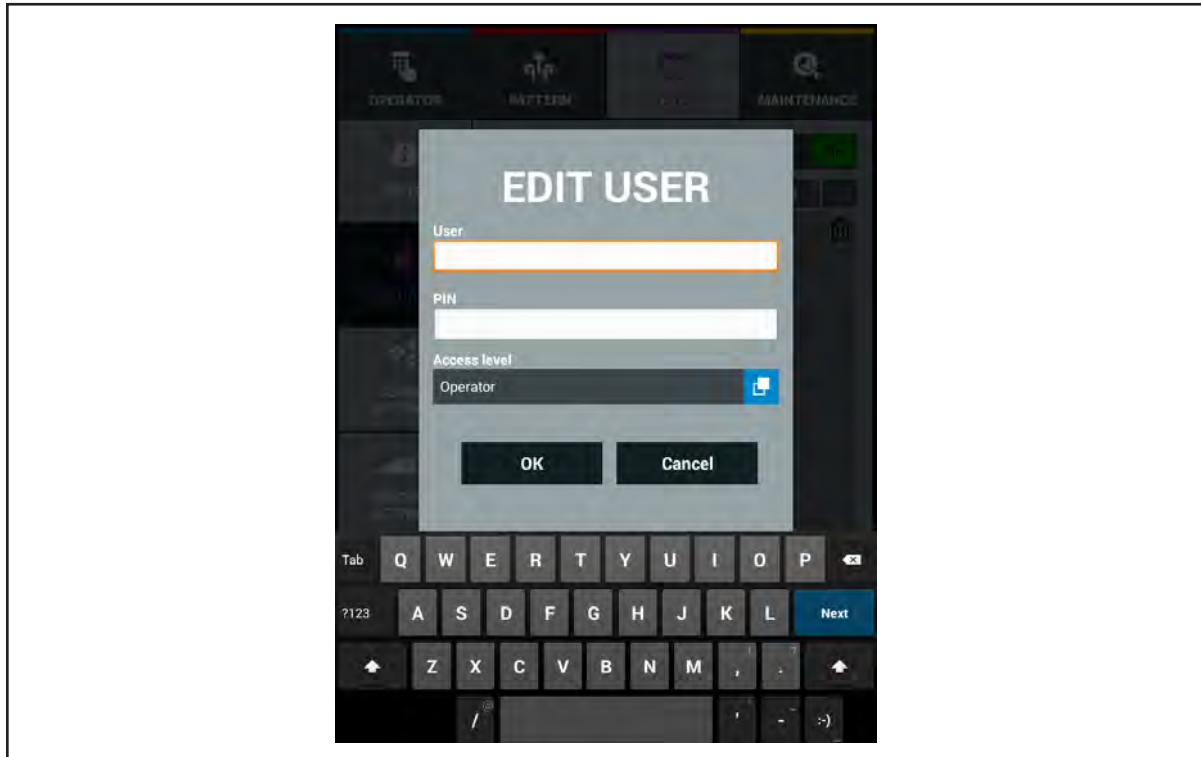 OPERATOR PATTERN MAINTENANCE
EDIT USER
User
PIN
Access level
Operator
OK Cancel
Tab Q W E R T Y U I O P
?123 A S D F G H J K L Next
Z X C V B N M , ! . ?
/ @ ' - _ :-)